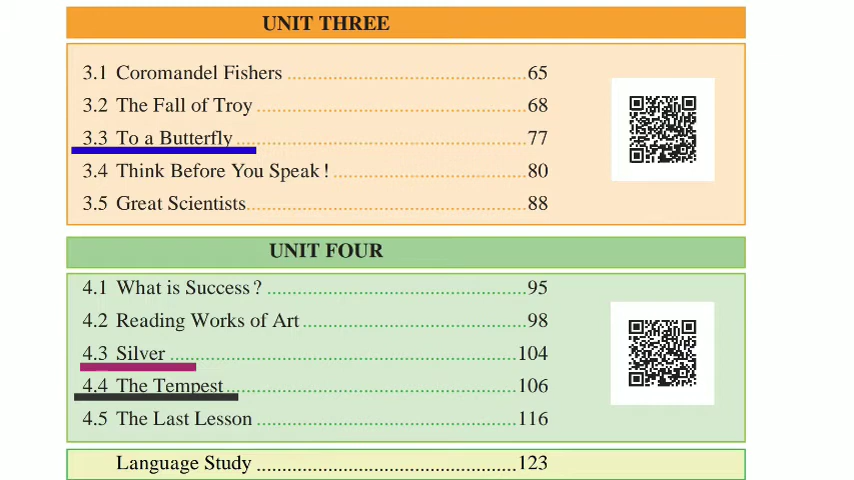 UNIT THREE
3.1 Coromandel Fishers ........................................ 65
3.2 The Fall of Troy ........................................ 68
3.3 To a Butterfly ........................................ 77
3.4 Think Before You Speak! ........................................ 80
3.5 Great Scientists ........................................ 88
UNIT FOUR
4.1 What is Success? ........................................ 95
4.2 Reading Works of Art ........................................ 98
4.3 Silver ........................................ 104
4.4 The Tempest ........................................ 106
4.5 The Last Lesson ........................................ 116
Language Study ........................................ 123